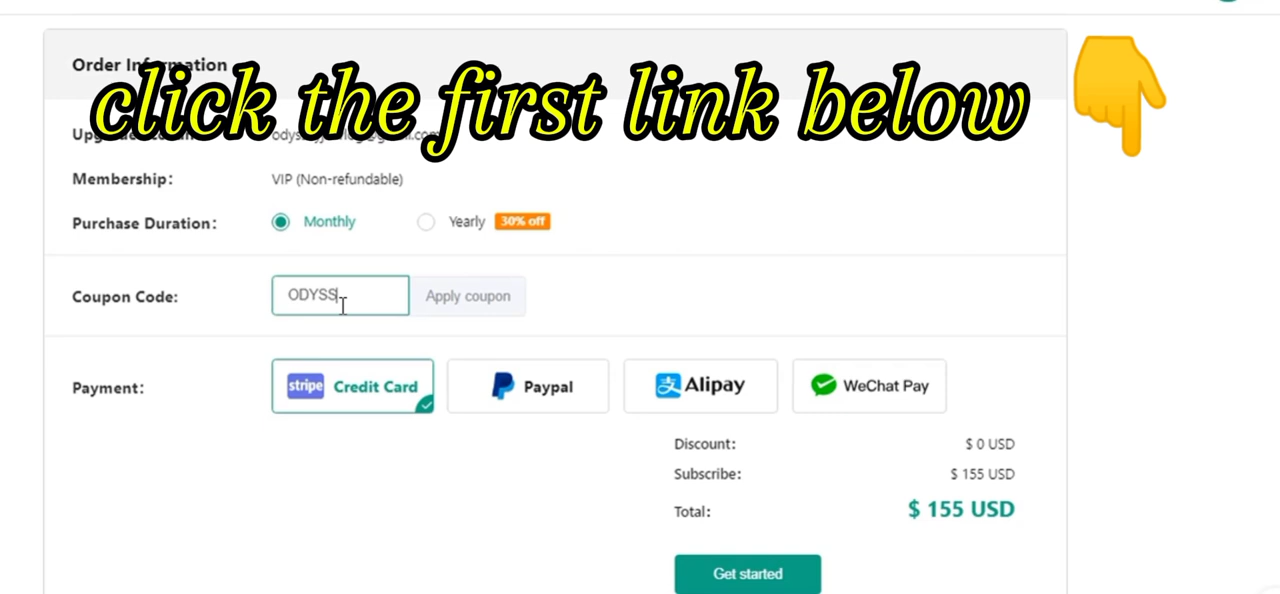 Order Information
click the first link below
Membership:
VIP (Non-refundable)
Purchase Duration:
Monthly
Yearly
30% off
Coupon Code:
ODYSS
Apply coupon
Payment:
stripe Credit Card
Paypal
支 Alipay
WeChat Pay
Discount:
$ 0 USD
Subscribe:
$ 155 USD
Total:
$ 155 USD
Get started